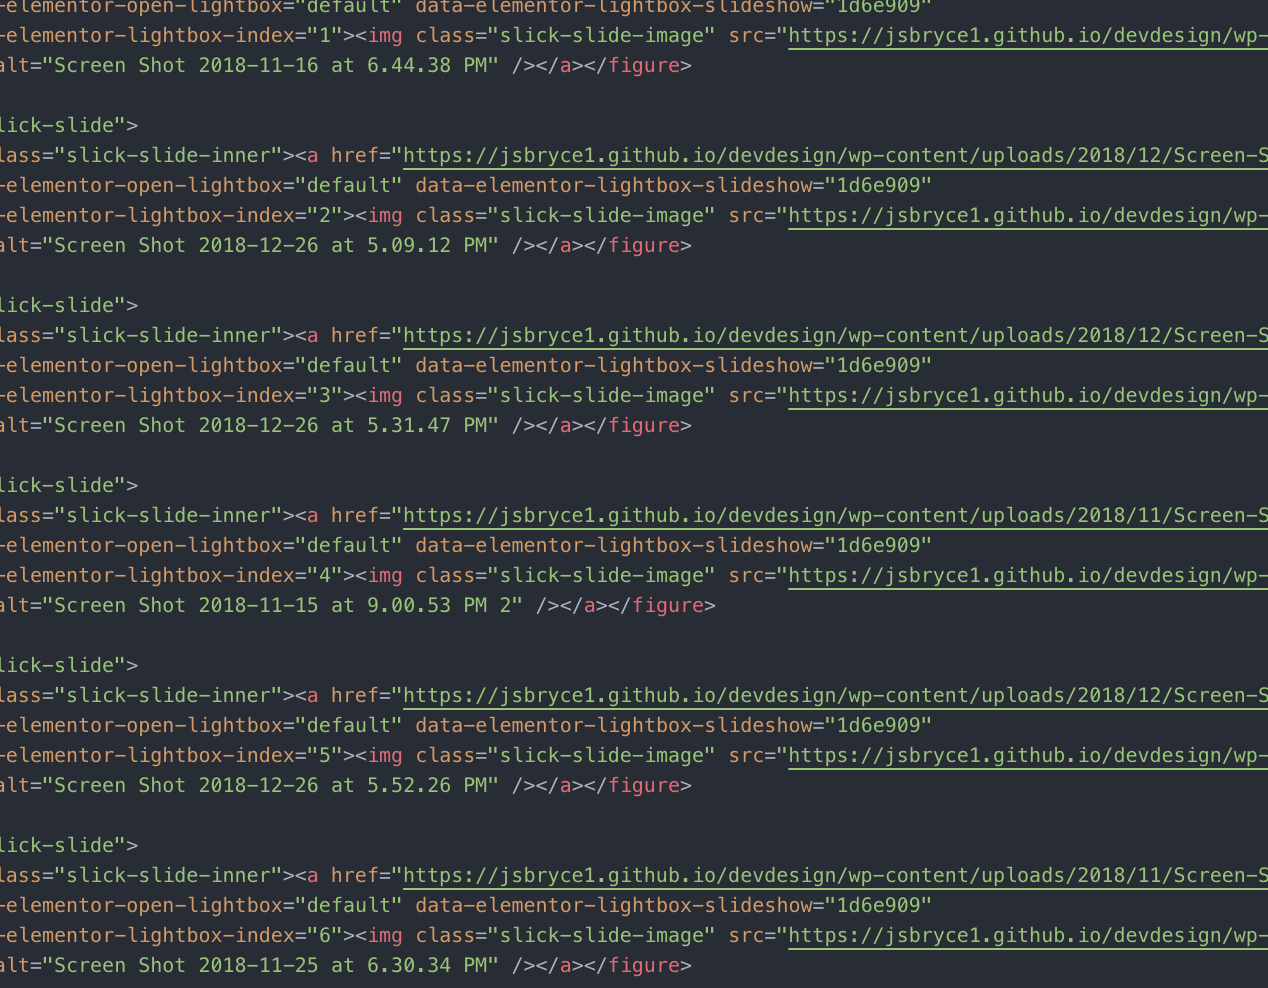 -elementor-open-lightbox="default" data-elementor-lightbox-slideshow="1d6e909"
-elementor-lightbox-index="1"><img class="slick-slide-image" src="https://jsbryce1.github.io/devdesign/wp-
alt="Screen Shot 2018-11-16 at 6.44.38 PM" /></a></figure>
lick-slide">
lass="slick-slide-inner"><a href="https://jsbryce1.github.io/devdesign/wp-content/uploads/2018/12/Screen-S
-elementor-open-lightbox="default" data-elementor-lightbox-slideshow="1d6e909"
-elementor-lightbox-index="2"><img class="slick-slide-image" src="https://jsbryce1.github.io/devdesign/wp-
alt="Screen Shot 2018-12-26 at 5.09.12 PM" /></a></figure>
lick-slide">
lass="slick-slide-inner"><a href="https://jsbryce1.github.io/devdesign/wp-content/uploads/2018/12/Screen-S
-elementor-open-lightbox="default" data-elementor-lightbox-slideshow="1d6e909"
-elementor-lightbox-index="3"><img class="slick-slide-image" src="https://jsbryce1.github.io/devdesign/wp-
alt="Screen Shot 2018-12-26 at 5.31.47 PM" /></a></figure>
lick-slide">
lass="slick-slide-inner"><a href="https://jsbryce1.github.io/devdesign/wp-content/uploads/2018/11/Screen-S
-elementor-open-lightbox="default" data-elementor-lightbox-slideshow="1d6e909"
-elementor-lightbox-index="4"><img class="slick-slide-image" src="https://jsbryce1.github.io/devdesign/wp-
alt="Screen Shot 2018-11-15 at 9.00.53 PM 2" /></a></figure>
lick-slide">
lass="slick-slide-inner"><a href="https://jsbryce1.github.io/devdesign/wp-content/uploads/2018/12/Screen-S
-elementor-open-lightbox="default" data-elementor-lightbox-slideshow="1d6e909"
-elementor-lightbox-index="5"><img class="slick-slide-image" src="https://jsbryce1.github.io/devdesign/wp-
alt="Screen Shot 2018-12-26 at 5.52.26 PM" /></a></figure>
lick-slide">
lass="slick-slide-inner"><a href="https://jsbryce1.github.io/devdesign/wp-content/uploads/2018/11/Screen-S
-elementor-open-lightbox="default" data-elementor-lightbox-slideshow="1d6e909"
-elementor-lightbox-index="6"><img class="slick-slide-image" src="https://jsbryce1.github.io/devdesign/wp-
alt="Screen Shot 2018-11-25 at 6.30.34 PM" /></a></figure>